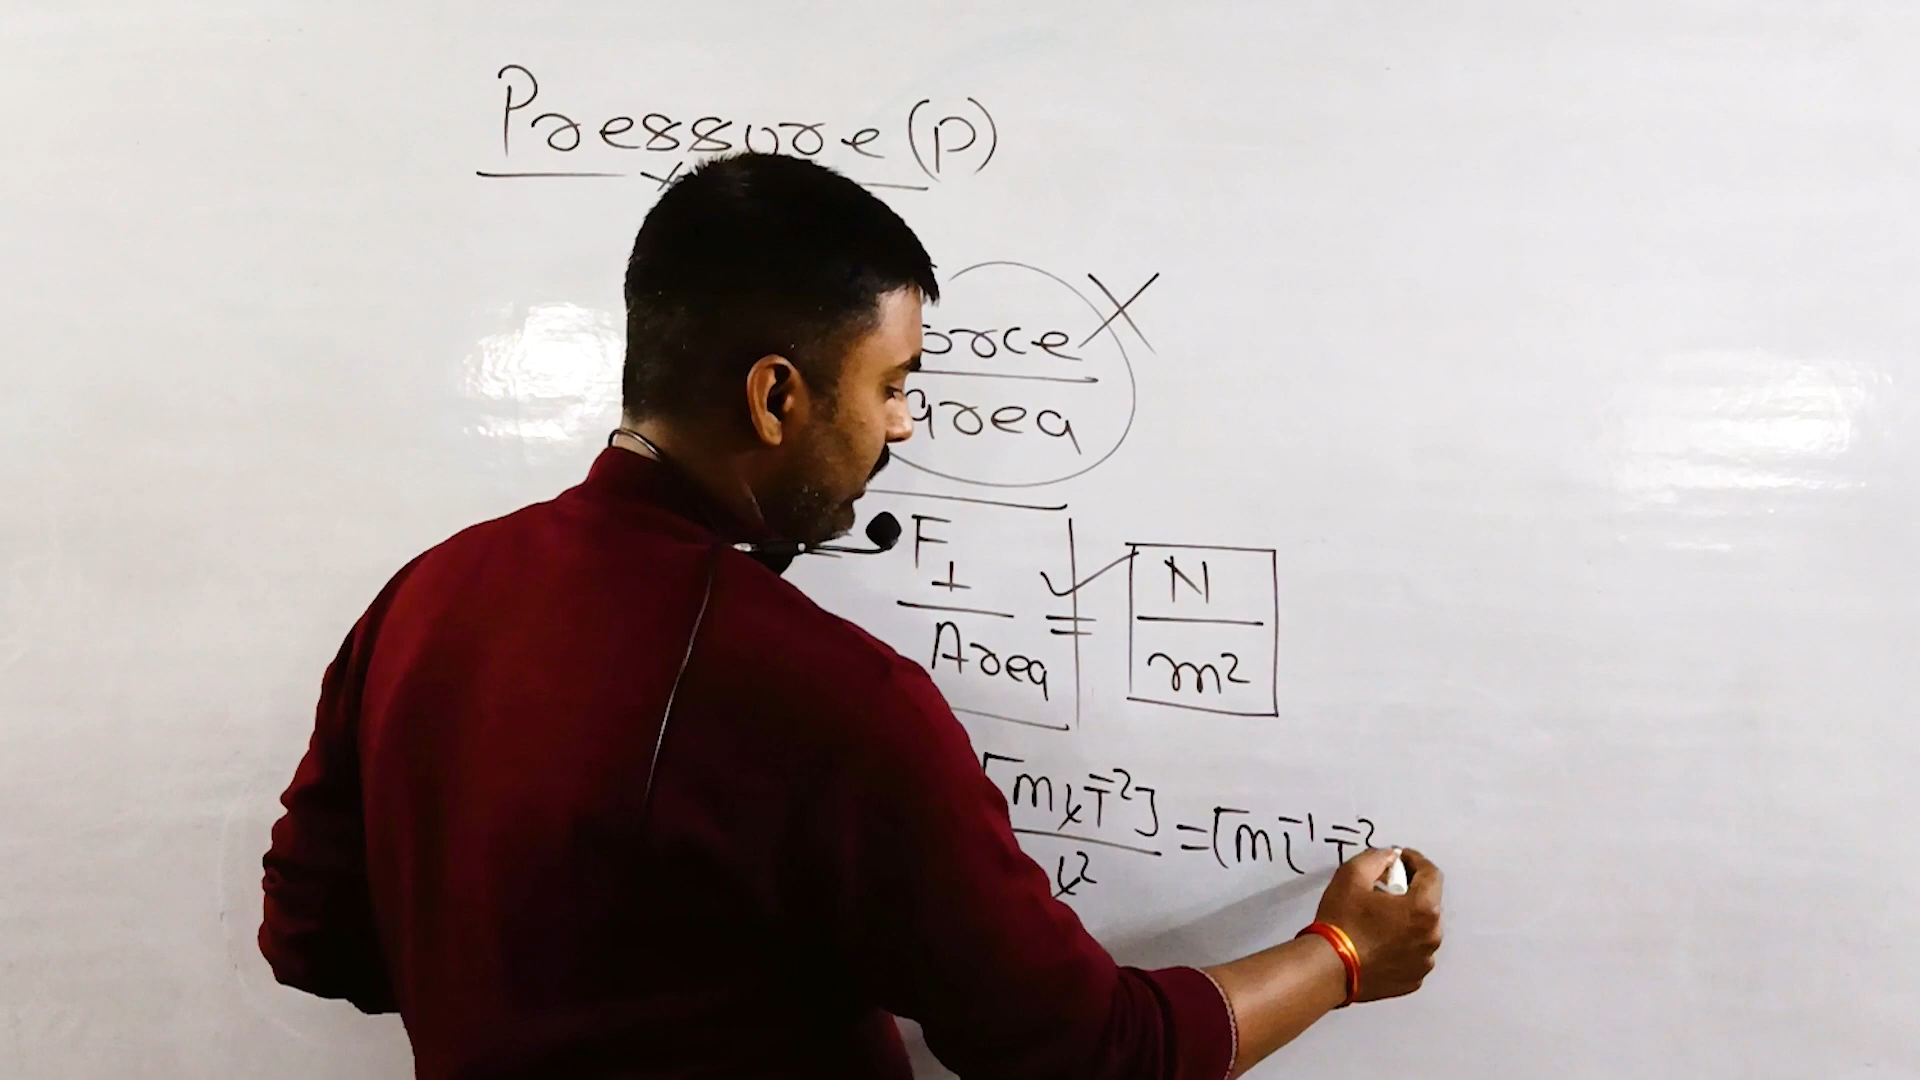 Pressure (P)
orce
area
F⊥ / Area = N / m²
[MLT⁻²] / L² = [ML⁻¹T⁻²